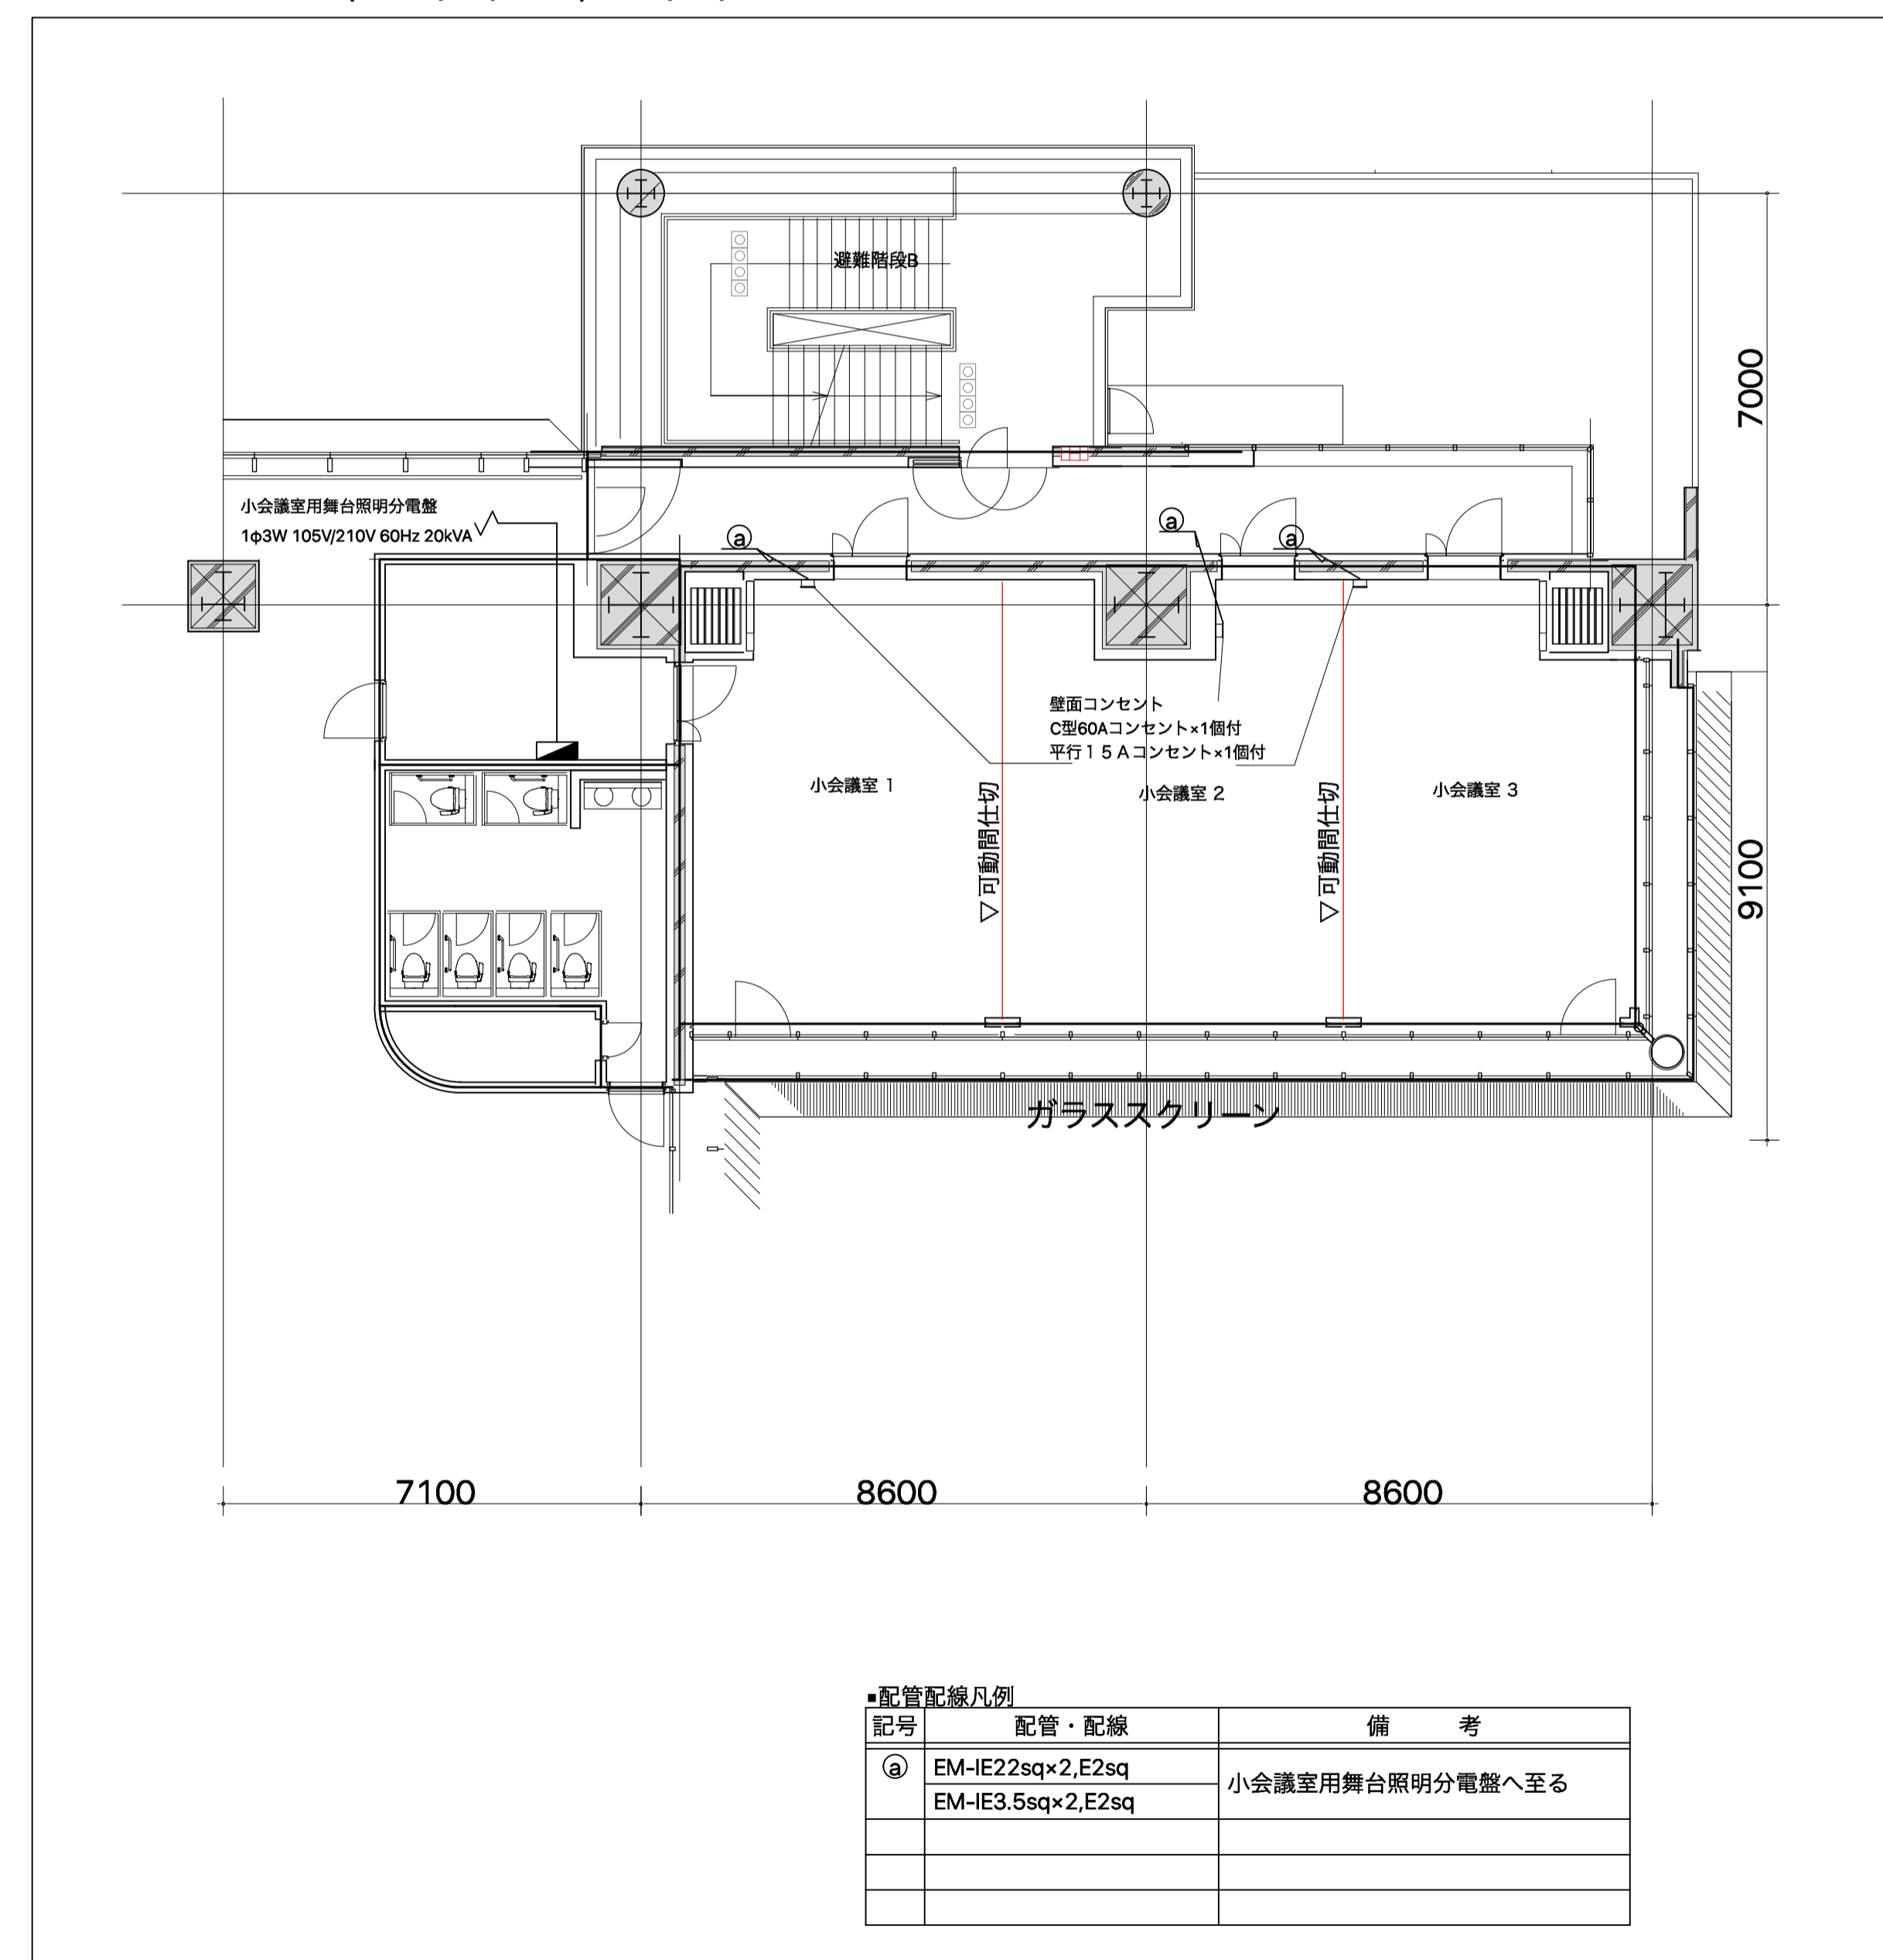 避難階段B
7000
小会議室用舞台照明分電盤
1φ3W 105V/210V 60Hz 20kVA
ⓐ
ⓐ
ⓐ
壁面コンセント
C型60Aコンセント×1個付
平行15Aコンセント×1個付
小会議室 1
▽可動間仕切
小会議室 2
▽可動間仕切
小会議室 3
9100
ガラススクリーン
7100
8600
8600
■配管配線凡例
記号 配管・配線 備 考
ⓐ EM-IE22sq×2,E2sq
小会議室用舞台照明分電盤へ至る
EM-IE3.5sq×2,E2sq